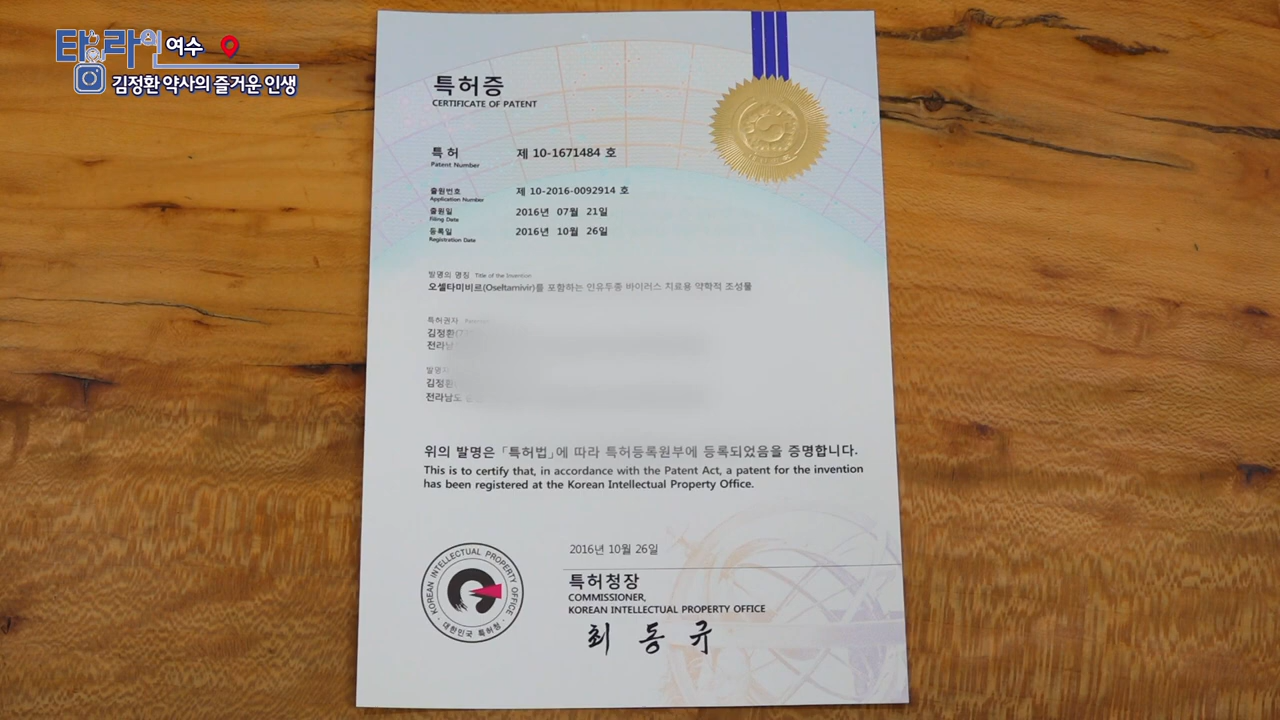 타라의 여수
김정환 약사의 즐거운 인생
특허증
CERTIFICATE OF PATENT
특 허 제 10-1671484 호
Patent Number
출원번호 제 10-2016-0092914 호
Application Number
출원일 2016년 07월 21일
Filing Date
등록일 2016년 10월 26일
Registration Date
발명의 명칭 Title of the Invention
오셀타미비르(Oseltamivir)를 포함하는 인유두종 바이러스 치료용 약학적 조성물
특허권자
김정환
전라남
발명자
김정환
전라남도
위의 발명은 「특허법」에 따라 특허등록원부에 등록되었음을 증명합니다.
This is to certify that, in accordance with the Patent Act, a patent for the invention
has been registered at the Korean Intellectual Property Office.
2016년 10월 26일
특허청장
COMMISSIONER,
KOREAN INTELLECTUAL PROPERTY OFFICE
최 동 규
KOREAN INTELLECTUAL PROPERTY OFFICE
대한민국 특허청